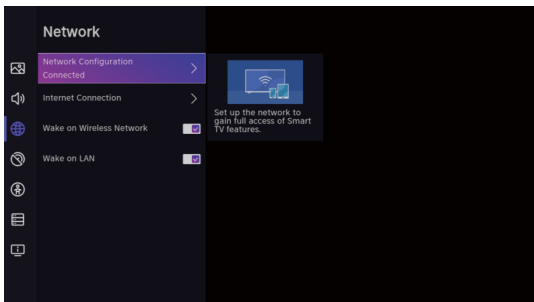 Network
Network Configuration
Connected
Internet Connection
Wake on Wireless Network
Wake on LAN
Set up the network to
gain full access of Smart
TV features.